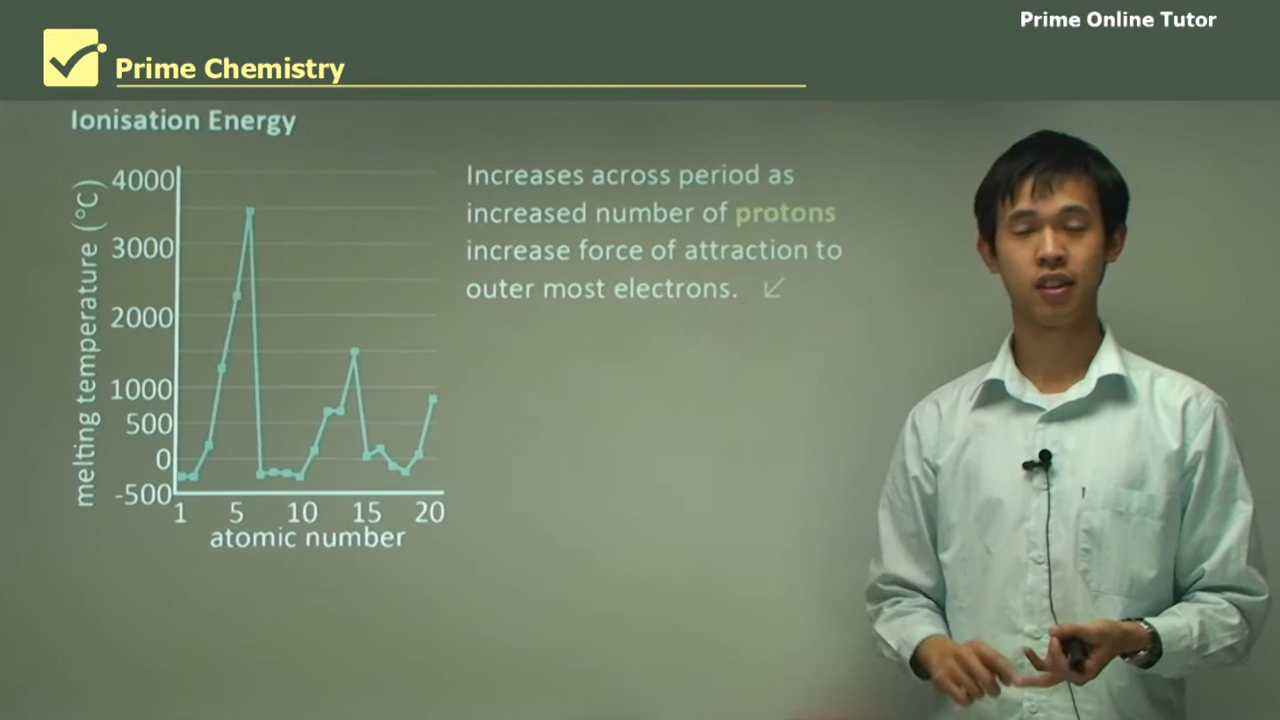 Prime Online Tutor
Prime Chemistry
Ionisation Energy
Increases across period as
increased number of protons
increase force of attraction to
outer most electrons.
melting temperature (°C)
4000
3000
2000
1000
500
0
-500
1 5 10 15 20
atomic number